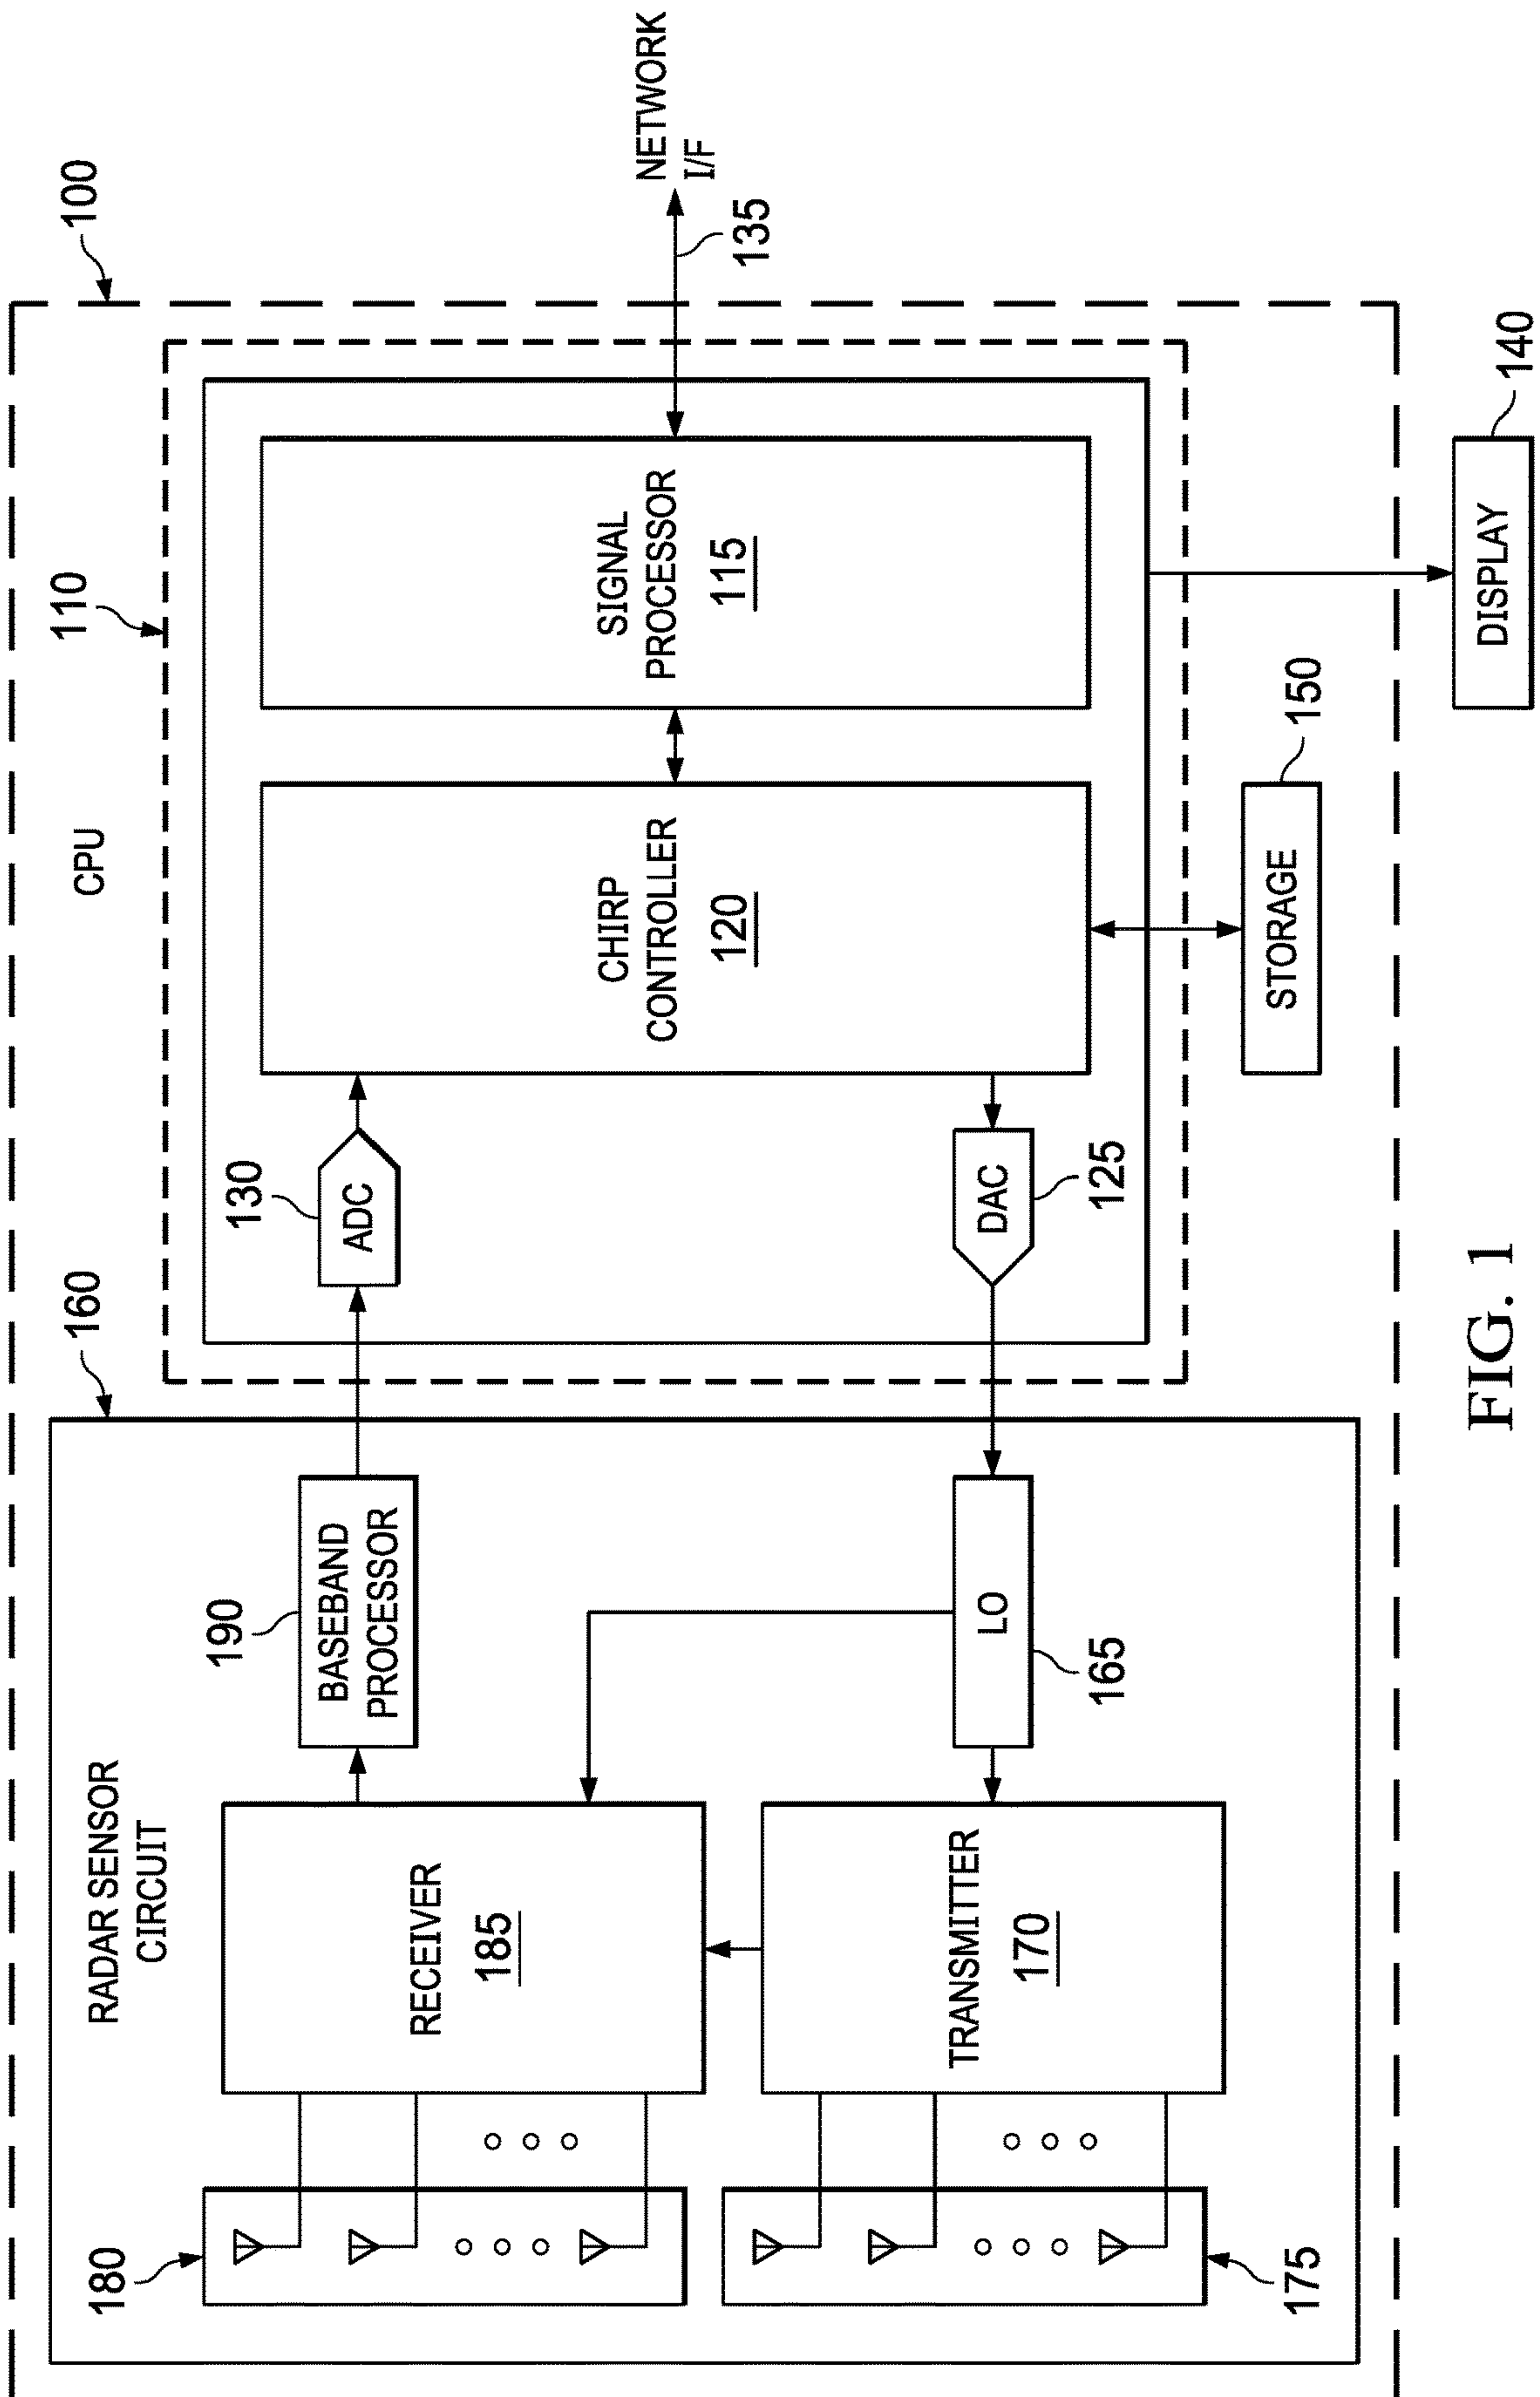 100
110
CPU
160
RADAR SENSOR
CIRCUIT
180
RECEIVER
185
190
BASEBAND
PROCESSOR
130
ADC
CHIRP
CONTROLLER
120
SIGNAL
PROCESSOR
115
NETWORK
I/F
135
175
TRANSMITTER
170
LO
165
DAC
125
STORAGE
150
DISPLAY
140
FIG. 1